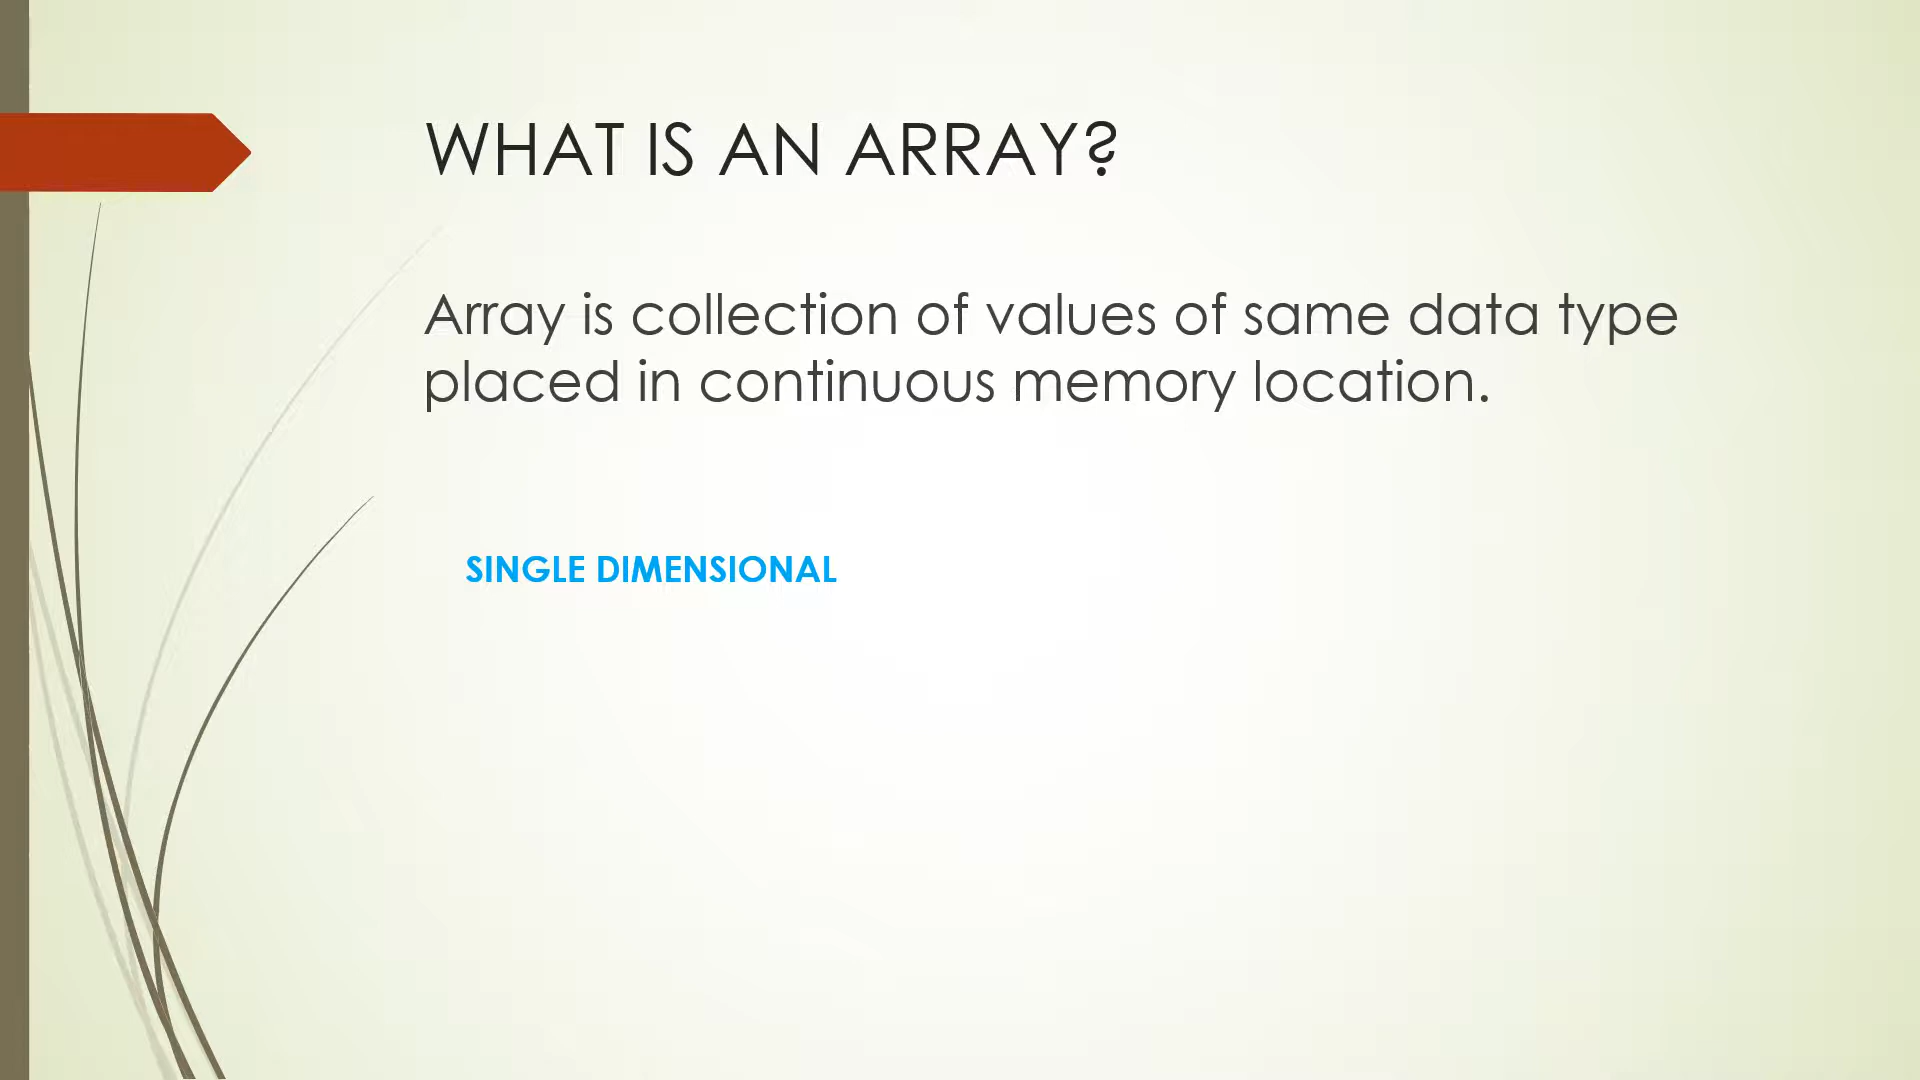 WHAT IS AN ARRAY?
Array is collection of values of same data type
placed in continuous memory location.
SINGLE DIMENSIONAL